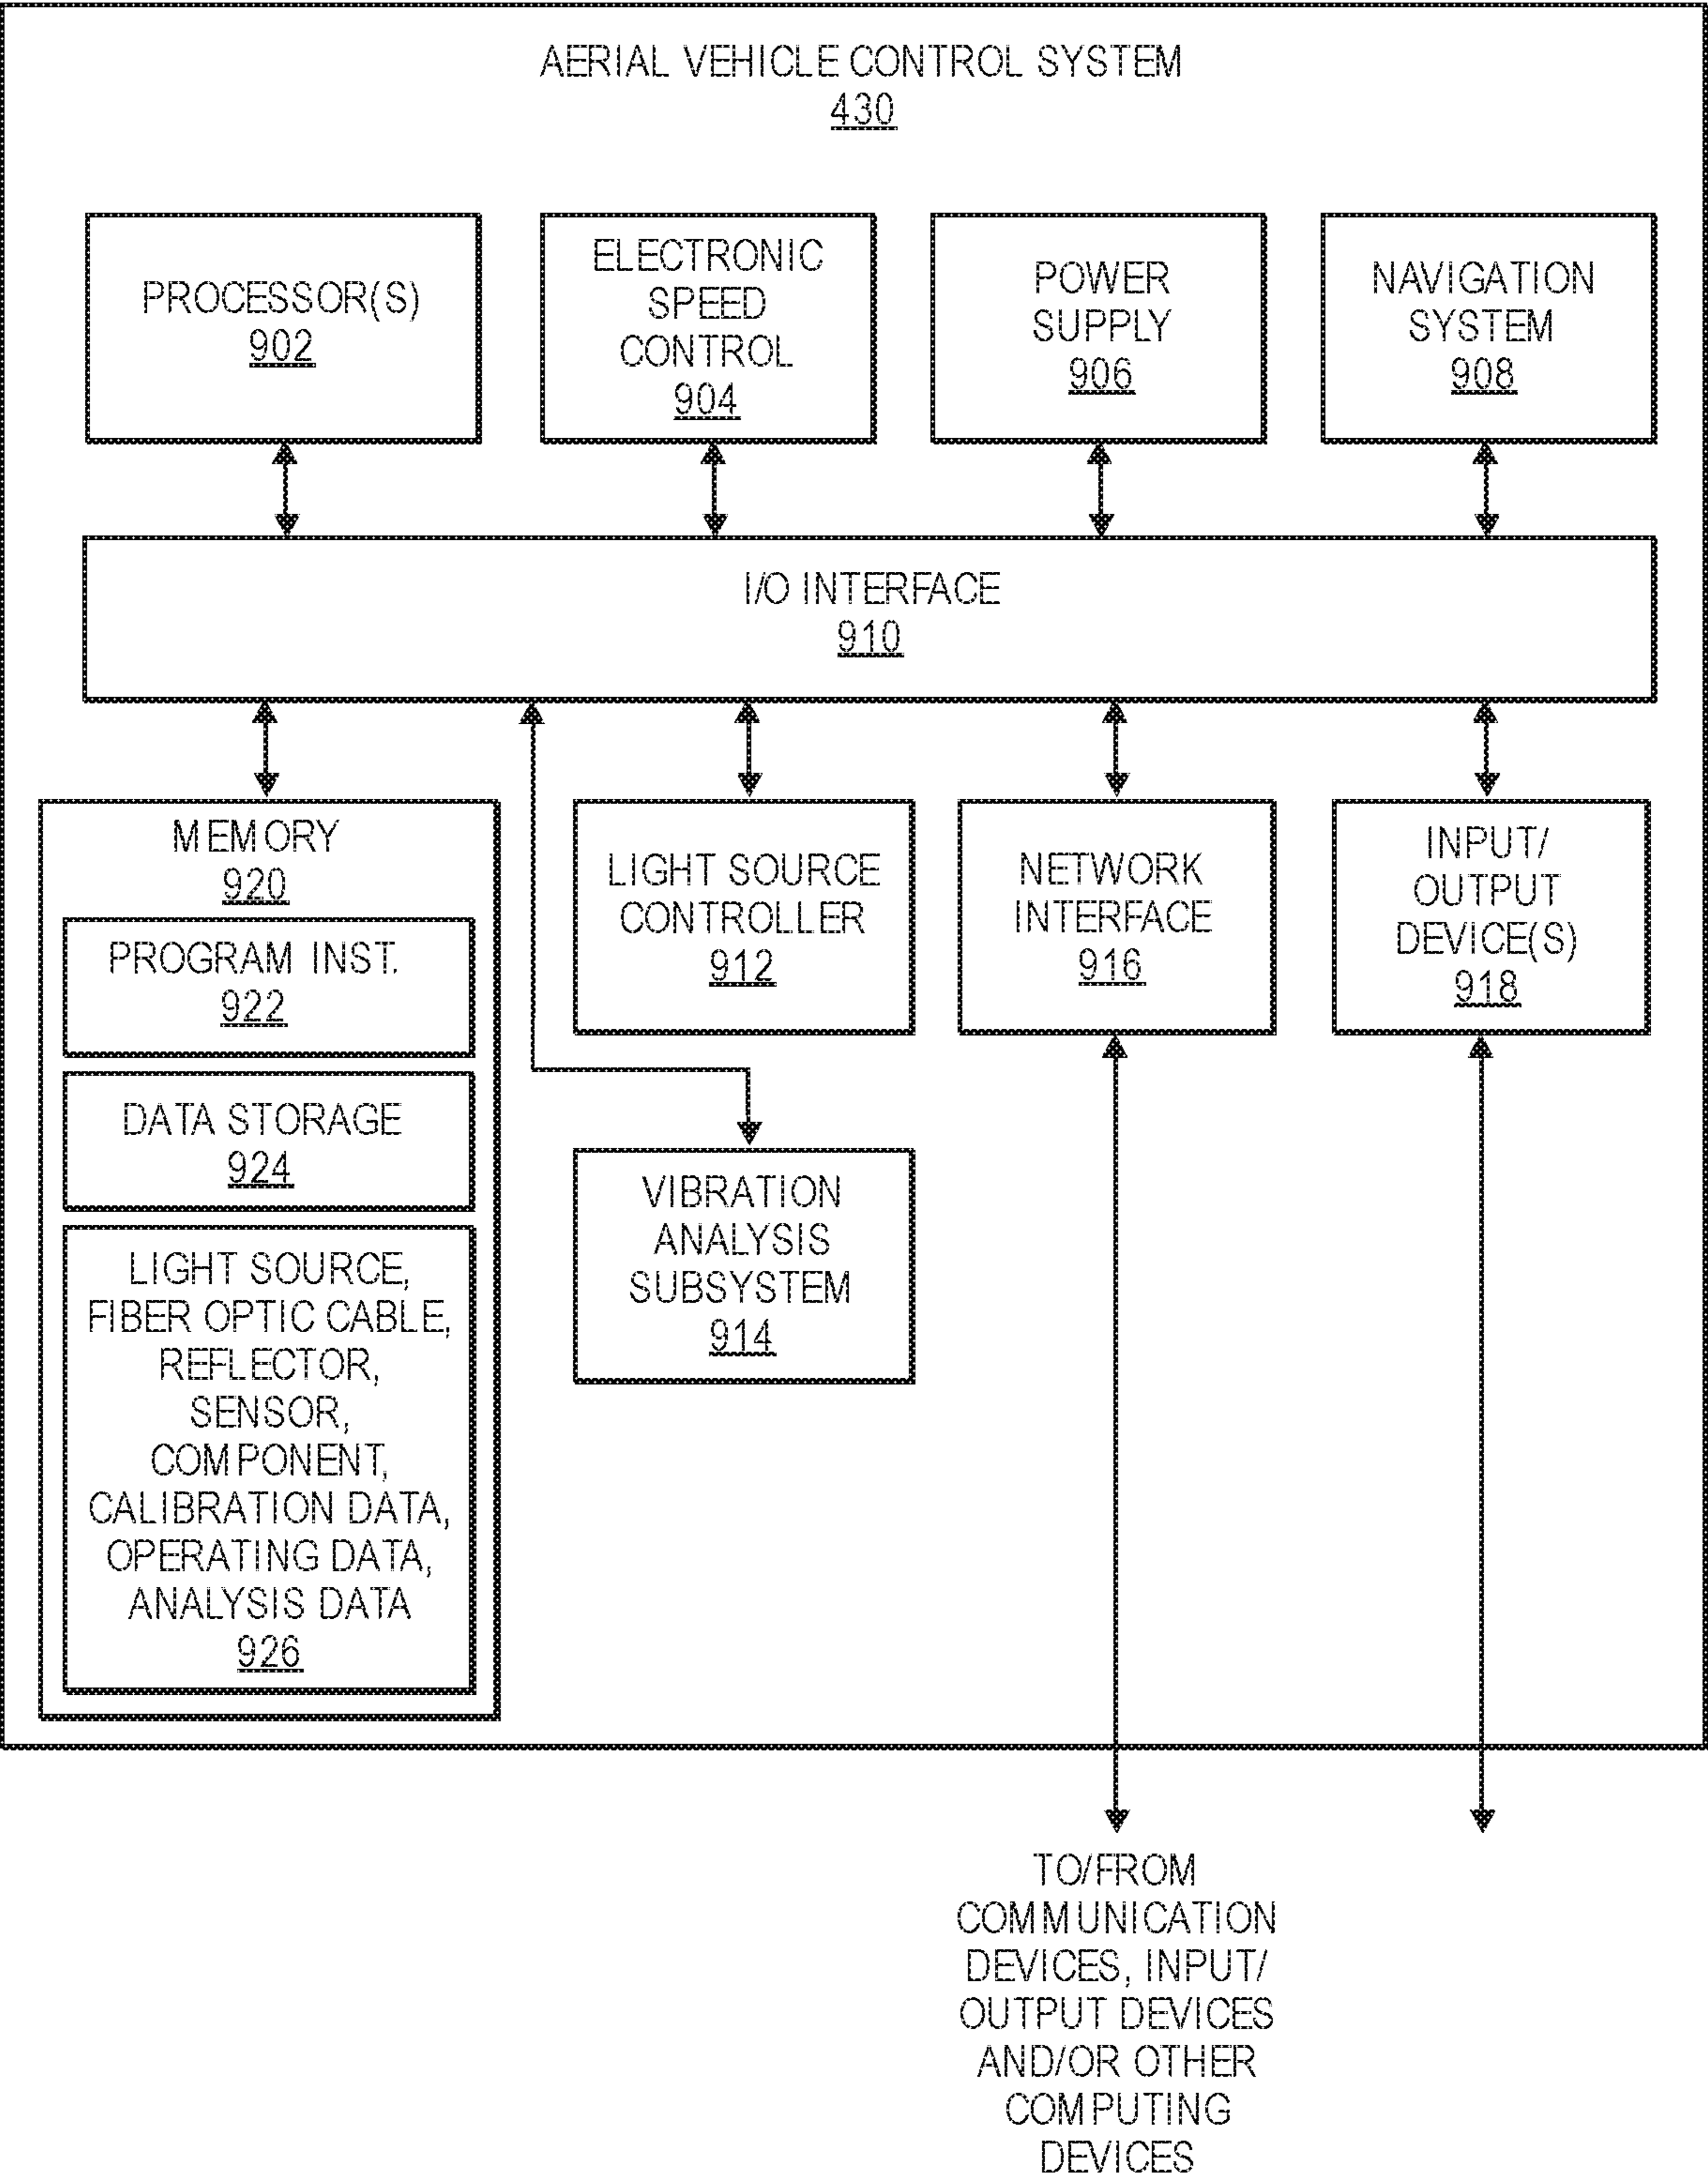 AERIAL VEHICLE CONTROL SYSTEM
430
PROCESSOR(S)
902
ELECTRONIC
SPEED
CONTROL
904
POWER
SUPPLY
906
NAVIGATION
SYSTEM
908
I/O INTERFACE
910
MEMORY
920
PROGRAM INST.
922
DATA STORAGE
924
LIGHT SOURCE,
FIBER OPTIC CABLE,
REFLECTOR,
SENSOR,
COMPONENT,
CALIBRATION DATA,
OPERATING DATA,
ANALYSIS DATA
926
LIGHT SOURCE
CONTROLLER
912
VIBRATION
ANALYSIS
SUBSYSTEM
914
NETWORK
INTERFACE
916
INPUT/
OUTPUT
DEVICE(S)
918
TO/FROM
COMMUNICATION
DEVICES, INPUT/
OUTPUT DEVICES
AND/OR OTHER
COMPUTING
DEVICES